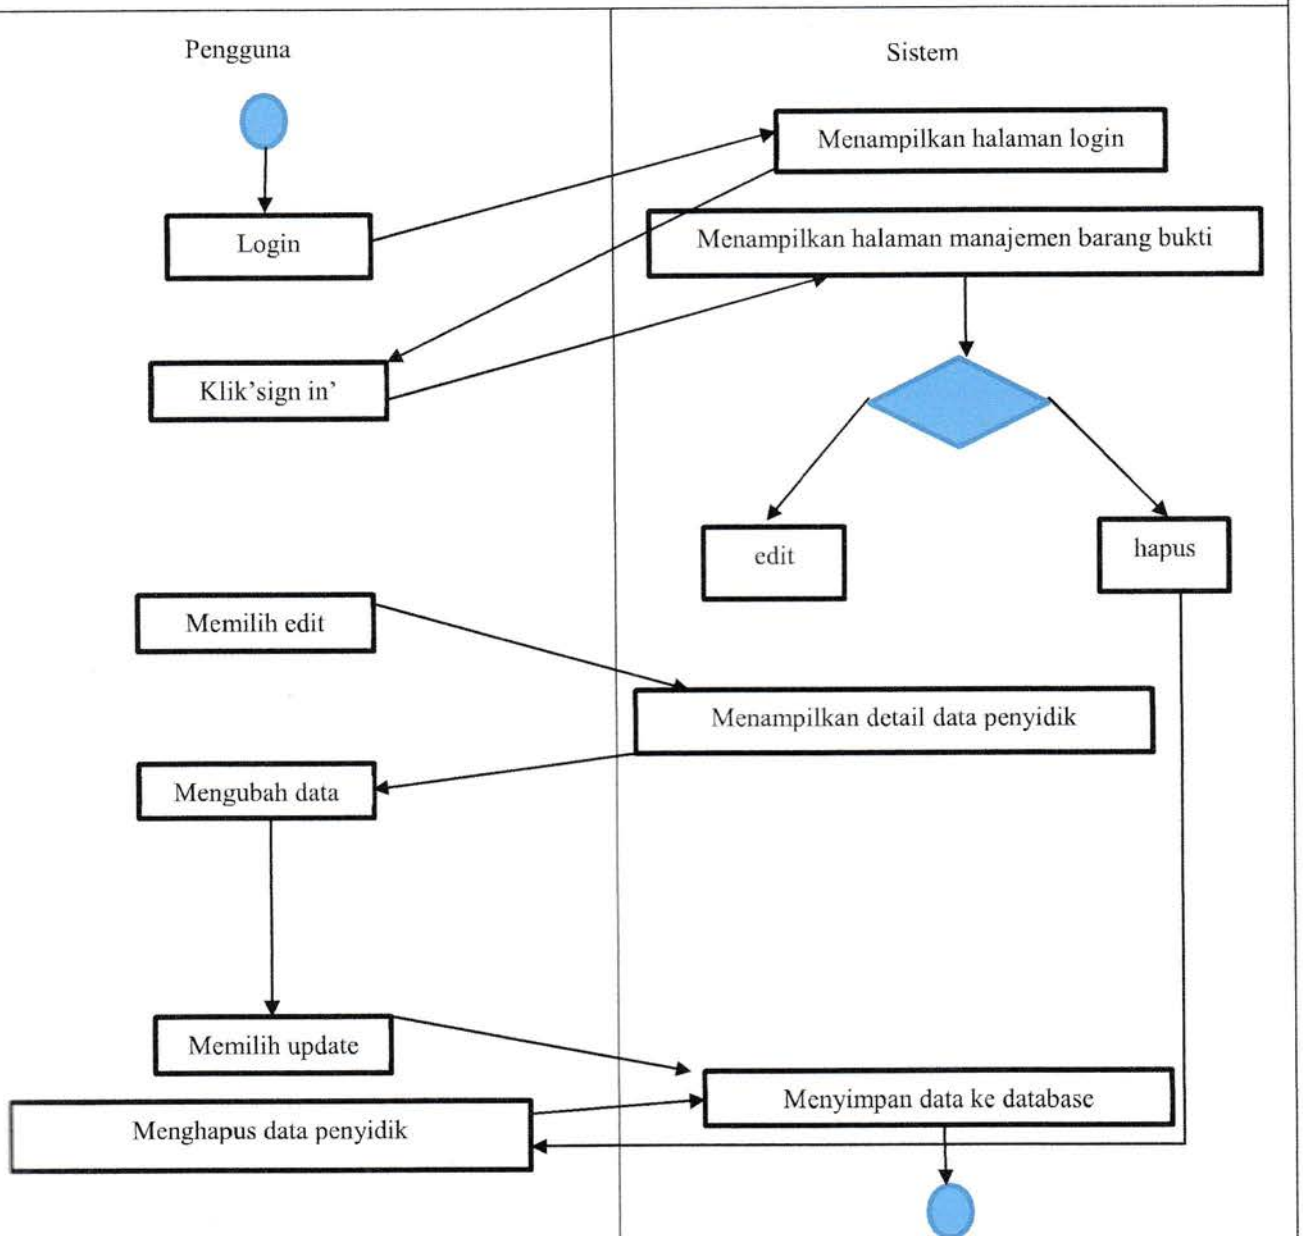 Pengguna
Sistem
Menampilkan halaman login
Login
Menampilkan halaman manajemen barang bukti
Klik’sign in’
edit
hapus
Memilih edit
Menampilkan detail data penyidik
Mengubah data
Memilih update
Menyimpan data ke database
Menghapus data penyidik